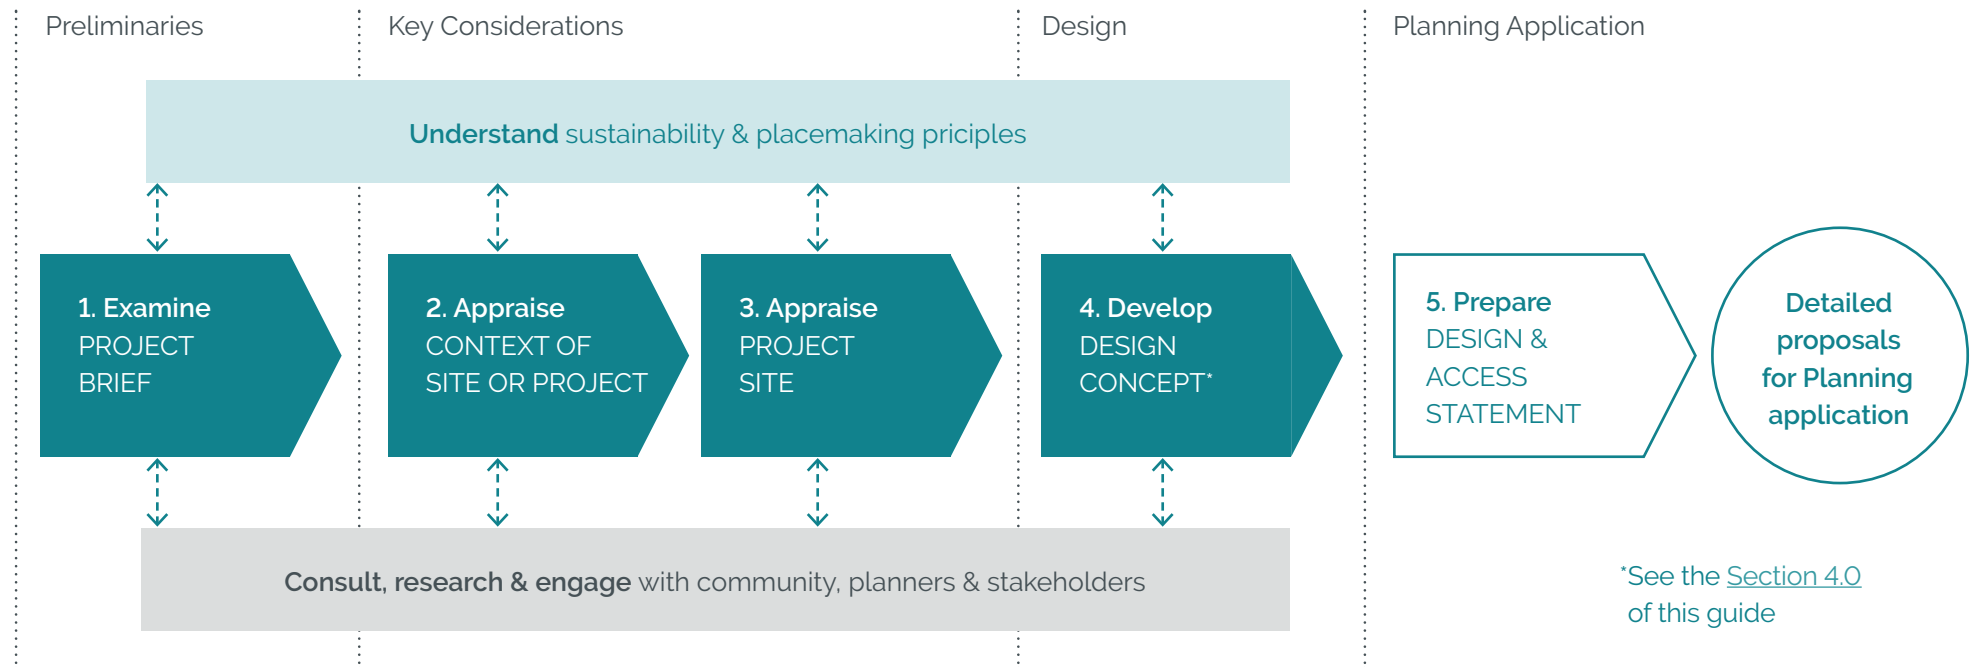 Preliminaries
Key Considerations
Design
Planning Application
Understand sustainability & placemaking priciples
1. Examine
PROJECT
BRIEF
2. Appraise
CONTEXT OF
SITE OR PROJECT
3. Appraise
PROJECT
SITE
4. Develop
DESIGN
CONCEPT*
5. Prepare
DESIGN &
ACCESS
STATEMENT
Detailed
proposals
for Planning
application
Consult, research & engage with community, planners & stakeholders
*See the Section 4.0
of this guide